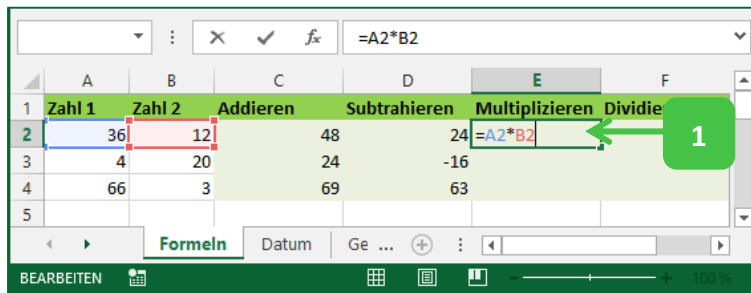 fx =A2*B2
A B C D E F
1 Zahl 1 Zahl 2 Addieren Subtrahieren Multiplizieren
2 36 12 48 24 =A2*B2 1
3 4 20 24 -16
4 66 3 69 63
5
Formeln Datum Ge ...
BEARBEITEN 100 %